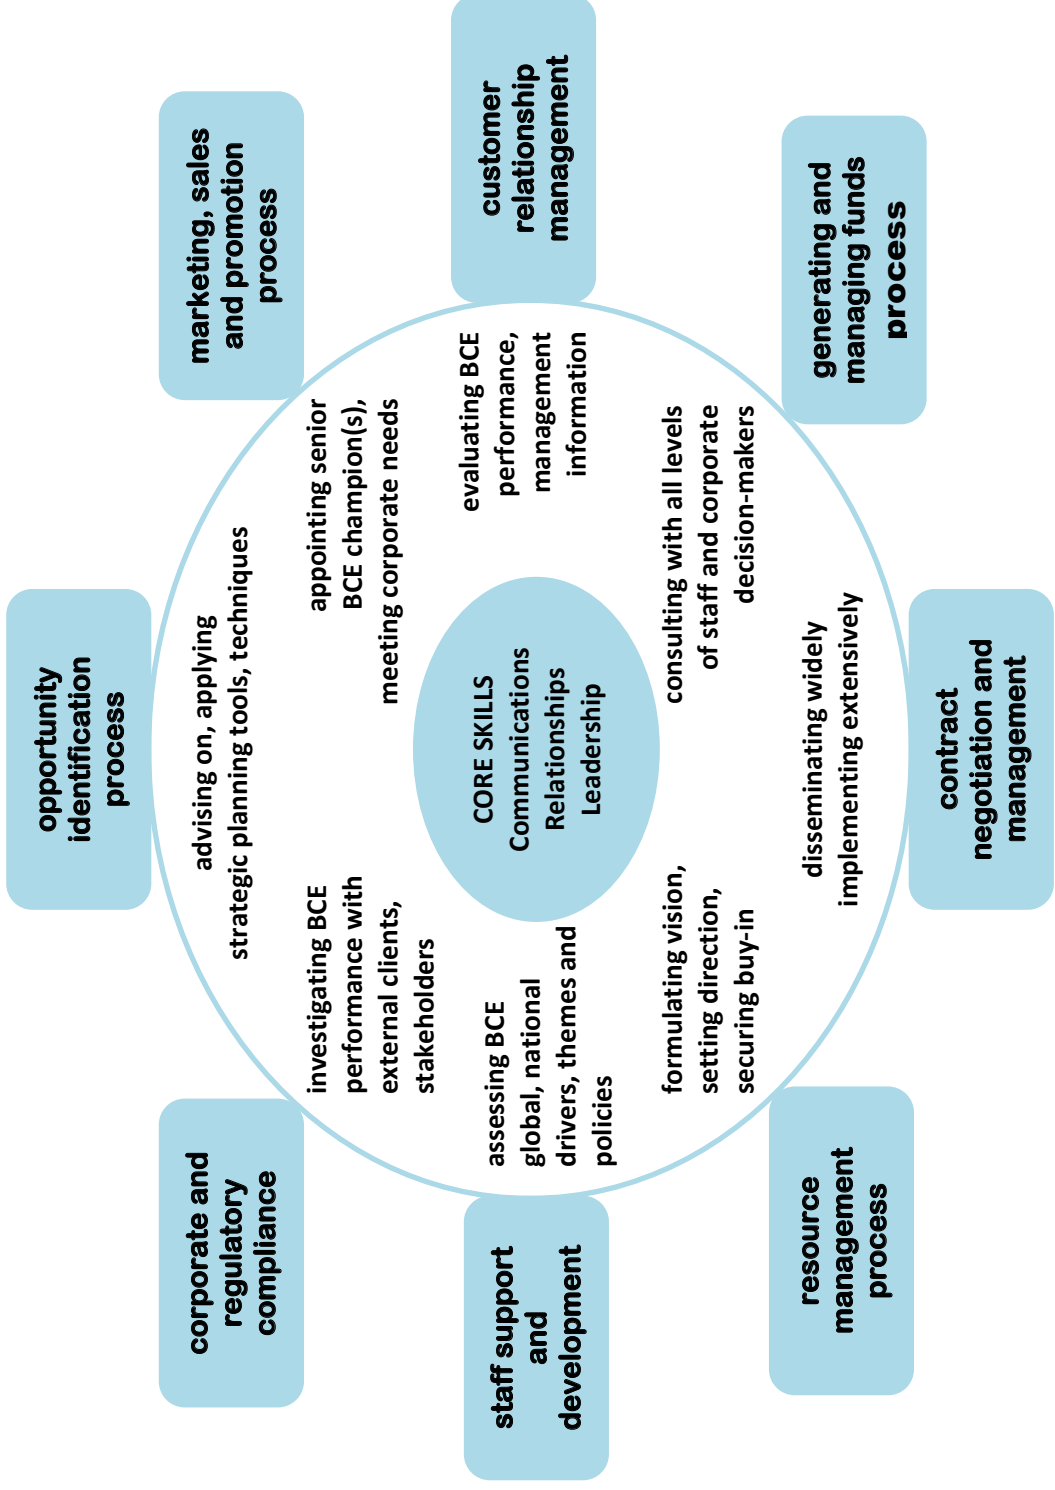 opportunity
identification
process
marketing, sales
and promotion
process
customer
relationship
management
generating and
managing funds
process
contract
negotiation and
management
resource
management
process
staff support
and
development
corporate and
regulatory
compliance
advising on, applying
strategic planning tools, techniques
appointing senior
BCE champion(s),
meeting corporate needs
evaluating BCE
performance,
management
information
consulting with all levels
of staff and corporate
decision-makers
disseminating widely
implementing extensively
formulating vision,
setting direction,
securing buy-in
assessing BCE
global, national
drivers, themes and
policies
investigating BCE
performance with
external clients,
stakeholders
CORE SKILLS
Communications
Relationships
Leadership